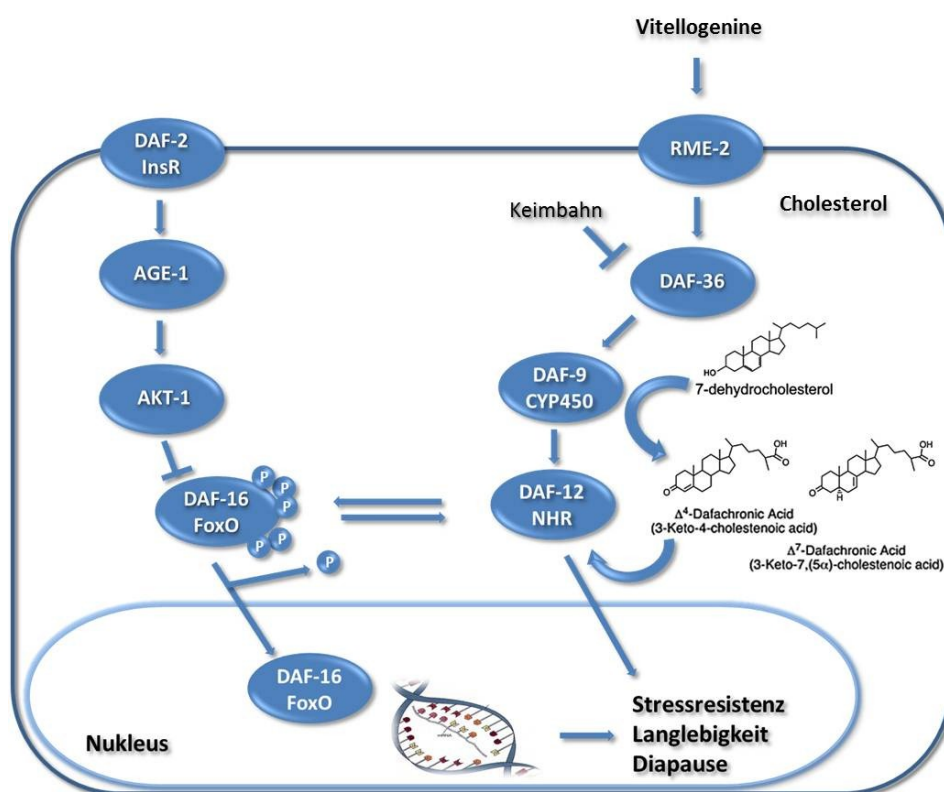 Vitellogenine
DAF-2
InsR
RME-2
Keimbahn
Cholesterol
AGE-1
DAF-36
HO
7-dehydrocholesterol
DAF-9
CYP450
AKT-1
OH
O
O
OH
O
O
H
DAF-16
FoxO
P
P
P
P
P
DAF-12
NHR
Δ⁴-Dafachronic Acid
(3-Keto-4-cholestenoic acid)
Δ⁷-Dafachronic Acid
(3-Keto-7,(5α)-cholestenoic acid)
P
DAF-16
FoxO
Nukleus
Stressresistenz
Langlebigkeit
Diapause